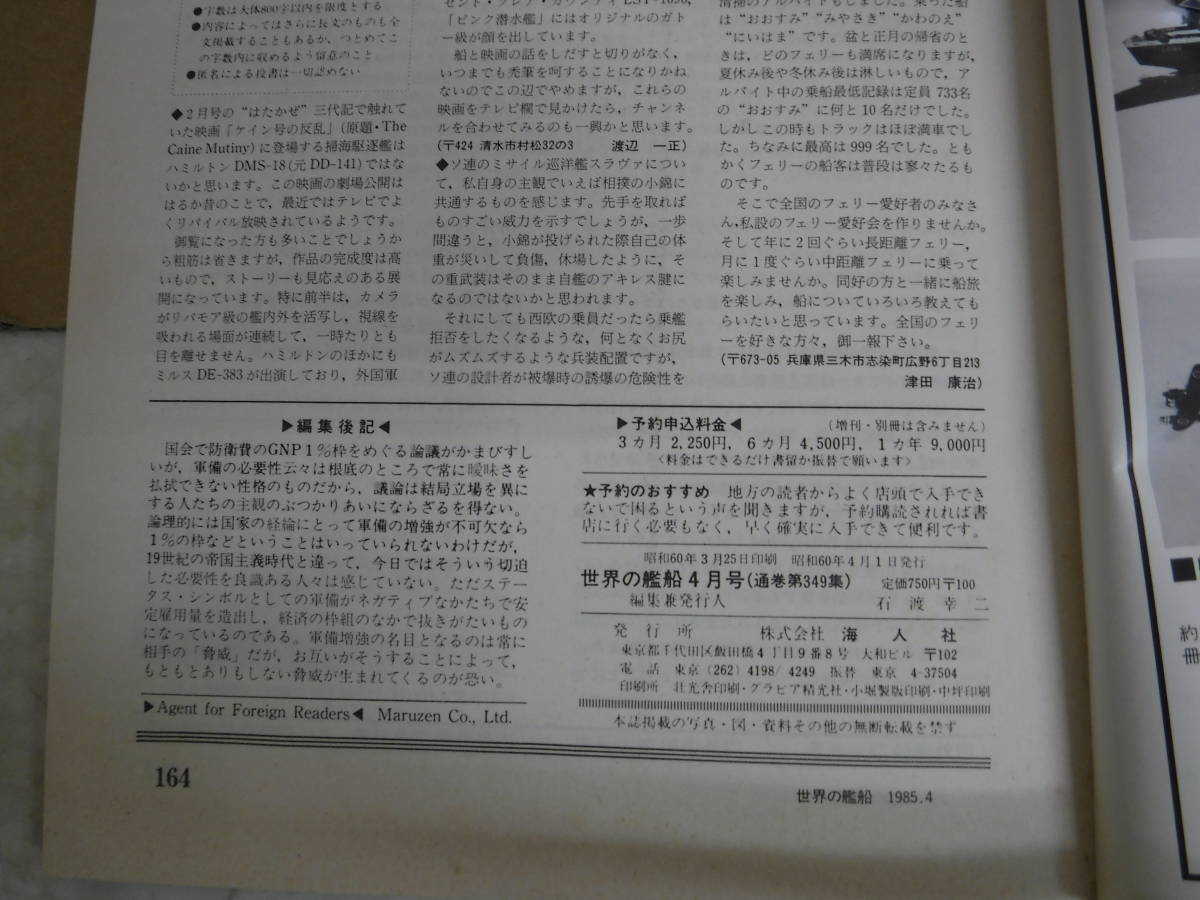 ●字数は大体800字以内を限度とする
●内容によってはさらに長文のものも全
文掲載することもあるが，つとめてこ
の字数内に収めるよう留意のこと
●匿名による投書は一切認めない
◆2月号の“はたかぜ”三代記で触れて
いた映画「ケイン号の反乱」(原題・The
Caine Mutiny)に登場する掃海駆逐艦は
ハミルトンDMS-18(元DD-141)ではな
いかと思います。この映画の劇場公開は
はるか昔のことで，最近ではテレビでよ
くリバイバル放映されているようです。
御覧になった方も多いことでしょうか
ら粗筋は省きますが，作品の完成度は高
いもので，ストーリーも見応えのある展
開になっています。特に前半は，カメラ
がリバモア級の艦内外を活写し，視線を
吸われる場面が連続して，一時たりとも
目を離せません。ハミルトンのほかにも
ミルスDE-383が出演しており，外国軍
「ピンク潜水艦」にはオリジナルのガト
ー級が顔を出しています。
船と映画の話をしだすと切りがなく，
いつまでも禿筆を呵することになりかね
ないのでこの辺でやめますが，これらの
映画をテレビ欄で見かけたら，チャンネ
ルを合わせてみるのも一興かと思います。
(〒424 清水市村松32の3 渡辺 一正)
◆ソ連のミサイル巡洋艦スラヴァについ
て，私自身の主観でいえば相撲の小錦に
共通するものを感じます。先手を取れば
ものすごい威力を示すでしょうが，一歩
間違うと，小錦が投げられた際自己の体
重が災いして負傷，休場したように，そ
の重武装はそのまま自艦のアキレス腱に
なるのではないかと思われます。
それにしても西欧の乗員だったら乗艦
拒否をしたくなるような，何となくお尻
がムズムズするような兵装配置ですが，
ソ連の設計者が被爆時の誘爆の危険性を
清掃のアルバイトもしました。乗った船
は“おおすみ”“みやざき”“かわのえ”
“にいはま”です。盆と正月の帰省のと
きは，どのフェリーも満席になりますが，
夏休み後や冬休み後は淋しいもので，ア
ルバイト中の乗船最低記録は定員733名
の“おおすみ”に何と10名だけでした。
しかしこの時もトラックはほぼ満車でし
た。ちなみに最高は999名でした。とも
かくフェリーの船客は普段は寥々たるも
のです。
そこで全国のフェリー愛好者のみなさ
ん，私設のフェリー愛好会を作りませんか。
そして年に2回ぐらい長距離フェリー，
月に1度ぐらい中距離フェリーに乗って
楽しみませんか。同好の方と一緒に船旅
を楽しみ，船についていろいろ教えても
らいたいと思っています。全国のフェリ
ーを好きな方々，御一報下さい。
(〒673-05 兵庫県三木市志染町広野6丁目213
津田 康治)
▶編集後記◀
国会で防衛費のGNP1％枠をめぐる論議がかまびすし
いが，軍備の必要性云々は根底のところで常に曖昧さを
払拭できない性格のものだから，議論は結局立場を異に
する人たちの主観のぶつかりあいにならざるを得ない。
論理的には国家の経綸にとって軍備の増強が不可欠なら
1％の枠などということはいっていられないわけだが，
19世紀の帝国主義時代と違って，今日ではそういう切迫
した必要性を良識ある人々は感じていない。ただステー
タス・シンボルとしての軍備がネガティブなかたちで安
定雇用量を造出し，経済の枠組のなかで抜きがたいもの
になっているのである。軍備増強の名目となるのは常に
相手の「脅威」だが，お互いがそうすることによって，
もともとありもしない脅威が生まれてくるのが恐い。
▶Agent for Foreign Readers◀ Maruzen Co., Ltd.
▶予約申込料金◀ (増刊・別冊は含みません)
3カ月 2,250円，6カ月 4,500円，1カ年 9,000円
〈料金はできるだけ書留か振替で願います〉
★予約のおすすめ 地方の読者からよく店頭で入手でき
ないで困るという声を聞きますが，予約購読されれば書
店に行く必要もなく，早く確実に入手できて便利です。
昭和60年3月25日印刷 昭和60年4月1日発行
世界の艦船4月号(通巻第349集) 定価750円〒100
編集兼発行人 石渡幸二
発行所 株式会社 海人社
東京都千代田区飯田橋4丁目9番8号 大和ビル 〒102
電話 東京(262)4198/4249 振替 東京 4-37504
印刷所 壮光舎印刷・グラビア精光社・小堀製版印刷・中坪印刷
本誌掲載の写真・図・資料その他の無断転載を禁ず
164
世界の艦船 1985.4
約
冊